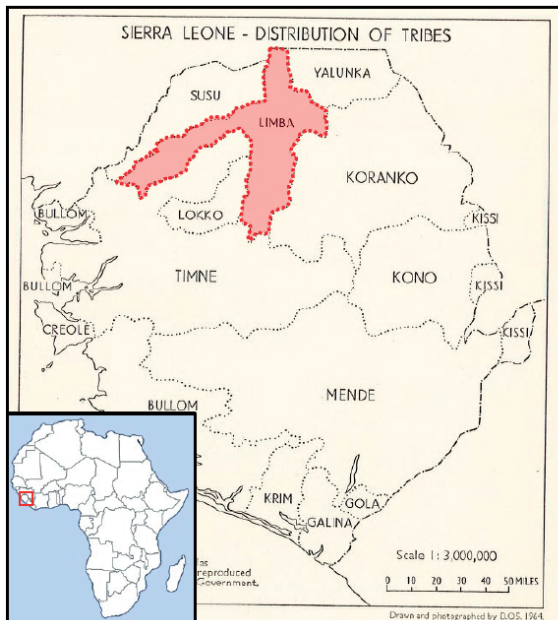 SIERRA LEONE - DISTRIBUTION OF TRIBES
YALUNKA
SUSU
LIMBA
KORANKO
BULLOM
LOKKO
KISSI
TIMNE
KONO
BULLOM
KISSI
CREOLE
KISSI
MENDE
BULLOM
KRIM
GOLA
GALINA
Scale 1: 3,000,000
las
reproduced
Government.
0 10 20 30 40 50 MILES
Drawn and photographed by D.OS. 1964.